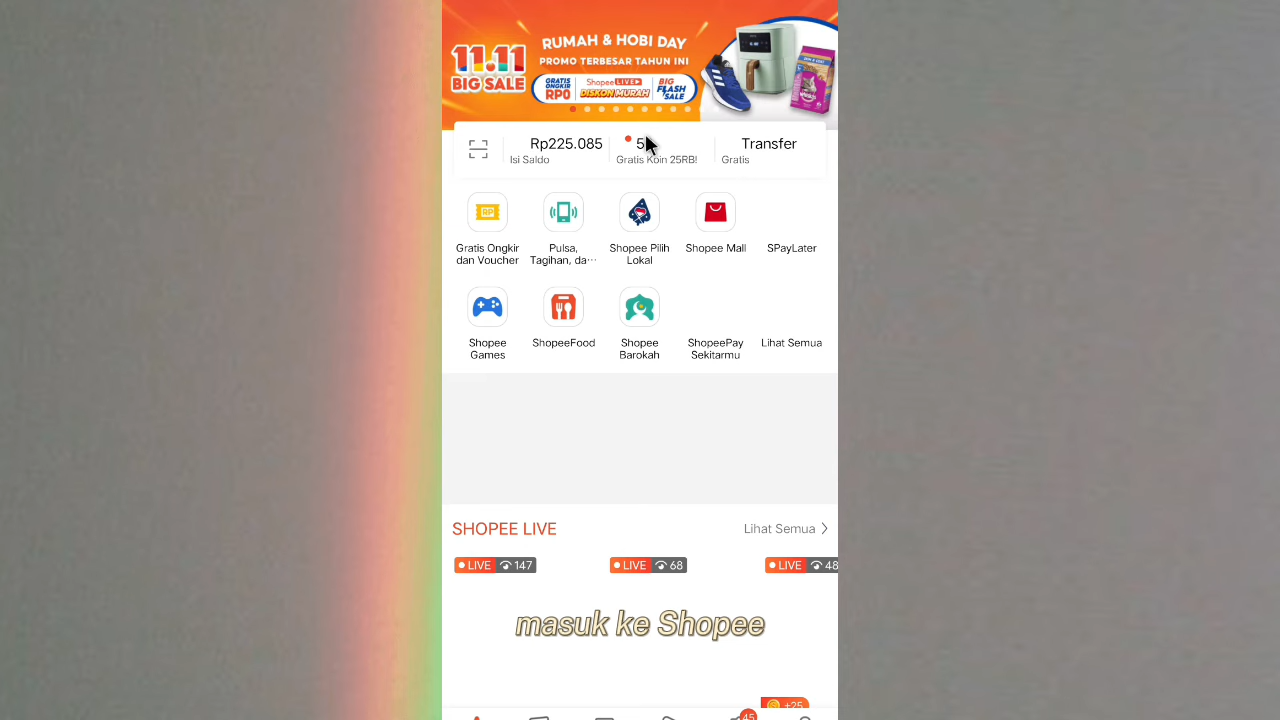 11.11
BIG SALE
RUMAH & HOBI DAY
PROMO TERBESAR TAHUN INI
GRATIS ONGKIR RP0
Shopee LIVE
DISKON MURAH
BIG FLASH SALE
Rp225.085
Isi Saldo
Gratis Koin 25RB!
Transfer
Gratis
RP
Gratis Ongkir
dan Voucher
Pulsa,
Tagihan, da...
Shopee Pilih
Lokal
Shopee Mall
SPayLater
Shopee
Games
ShopeeFood
Shopee
Barokah
ShopeePay
Sekitarmu
Lihat Semua
SHOPEE LIVE
Lihat Semua
LIVE 147
LIVE 68
LIVE 48
masuk ke Shopee
+25
45